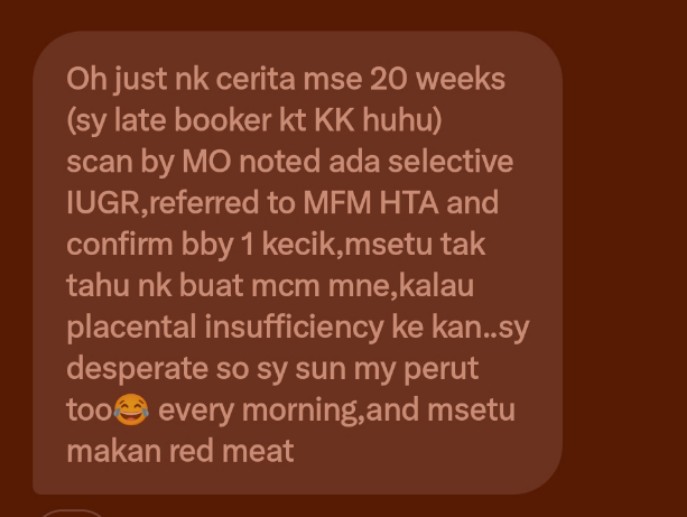 Oh just nk cerita mse 20 weeks
(sy late booker kt KK huhu)
scan by MO noted ada selective
IUGR,referred to MFM HTA and
confirm bby 1 kecik,msetu tak
tahu nk buat mcm mne,kalau
placental insufficiency ke kan..sy
desperate so sy sun my perut
too😂 every morning,and msetu
makan red meat